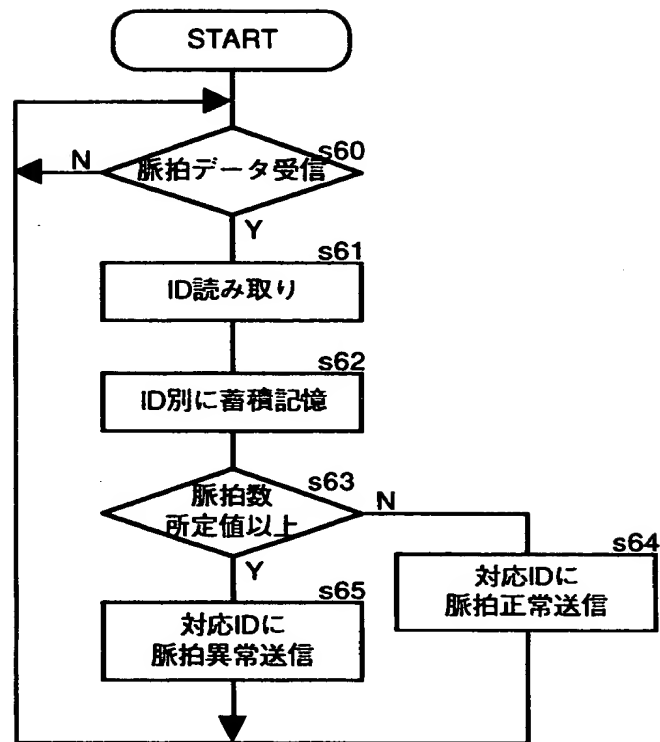 START
s60
脈拍データ受信
N
Y
s61
ID読み取り
s62
ID別に蓄積記憶
s63
脈拍数
所定値以上
N
Y
s64
対応IDに
脈拍正常送信
s65
対応IDに
脈拍異常送信